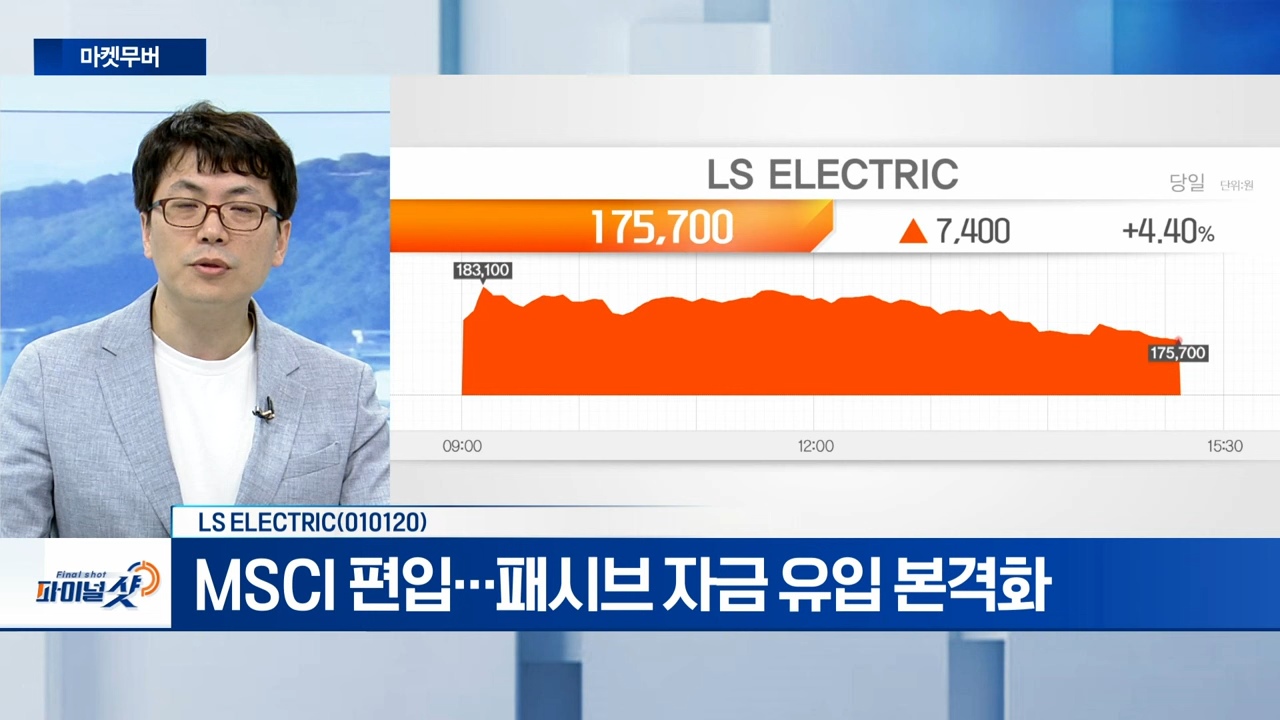 마켓무버
LS ELECTRIC
당일 단위:원
175,700 ▲ 7,400 +4.40%
183,100
175,700
09:00 12:00 15:30
LS ELECTRIC(010120)
Final shot
파이널샷
MSCI 편입…패시브 자금 유입 본격화